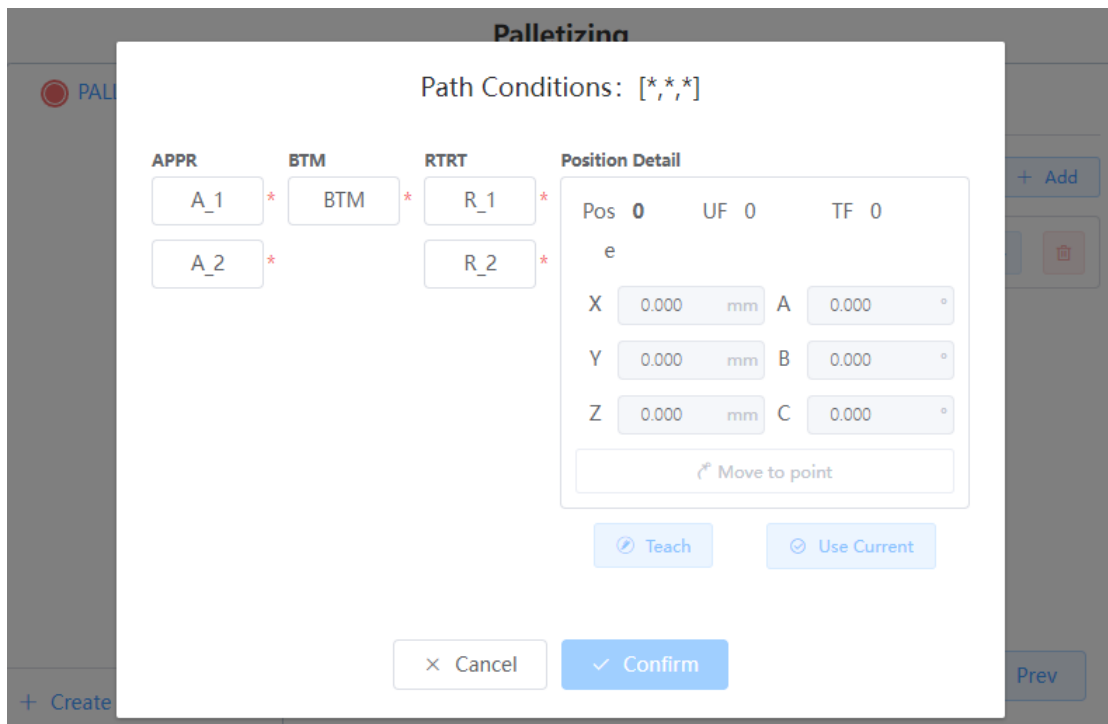 Palletizing
PALL
Path Conditions: [*,*,*]
APPR BTM RTRT Position Detail
A_1 * BTM * R_1 *
A_2 * R_2 *
Pos 0 UF 0 TF 0
e
X 0.000 mm A 0.000 °
Y 0.000 mm B 0.000 °
Z 0.000 mm C 0.000 °
Move to point
Teach Use Current
Cancel Confirm
+ Add
Prev
+ Create